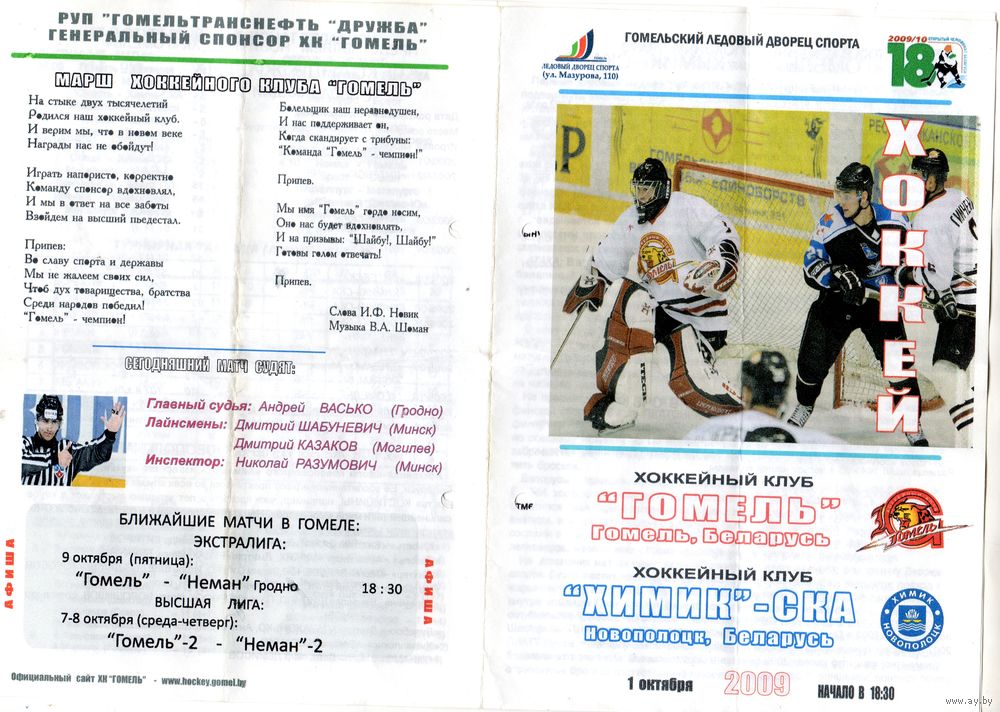 РУП "ГОМЕЛЬТРАНСНЕФТЬ "ДРУЖБА"
ГЕНЕРАЛЬНЫЙ СПОНСОР ХК "ГОМЕЛЬ"
МАРШ ХОККЕЙНОГО КЛУБА "ГОМЕЛЬ"
На стыке двух тысячелетий
Родился наш хоккейный клуб.
И верим мы, что в новом веке
Награды нас не обойдут!
Играть напористо, корректно
Команду спонсор вдохновлял,
И мы в ответ на все заботы
Взойдем на высший пьедестал.
Припев:
Во славу спорта и державы
Мы не жалеем своих сил,
Чтоб дух товарищества, братства
Среди народов победил!
"Гомель" - чемпион!
Болельщик наш неравнодушен,
И нас поддерживает он,
Когда скандирует с трибуны:
"Команда "Гомель" - чемпион!"
Припев.
Мы имя "Гомель" гордо носим,
Оно нас будет вдохновлять,
И на призывы: "Шайбу!, Шайбу!"
Готовы голом отвечать!
Припев.
Слова И.Ф. Новик
Музыка В.А. Шоман
СЕГОДНЯШНИЙ МАТЧ СУДЯТ:
Главный судья: Андрей ВАСЬКО (Гродно)
Лайнсмены: Дмитрий ШАБУНЕВИЧ (Минск)
Дмитрий КАЗАКОВ (Могилев)
Инспектор: Николай РАЗУМОВИЧ (Минск)
АФИША
БЛИЖАЙШИЕ МАТЧИ В ГОМЕЛЕ:
ЭКСТРАЛИГА:
9 октября (пятница):
"Гомель" - "Неман" Гродно 18 : 30
ВЫСШАЯ ЛИГА:
7-8 октября (среда-четверг):
"Гомель"-2 - "Неман"-2
АФИША
Официальный сайт ХН "ГОМЕЛЬ" - www.hockey.gomel.by
ЛЕДОВЫЙ ДВОРЕЦ СПОРТА
(ул. Мазурова, 110)
ГОМЕЛЬСКИЙ ЛЕДОВЫЙ ДВОРЕЦ СПОРТА
2009/10
18
ХОККЕЙ
ЕДИНОБОРСТВ
Гомель
ХОККЕЙНЫЙ КЛУБ
"ГОМЕЛЬ"
Гомель, Беларусь
Гомель
ХОККЕЙНЫЙ КЛУБ
"ХИМИК"-СКА
Новополоцк, Беларусь
ХИМИК
НОВОПОЛОЦК
1 октября 2009 НАЧАЛО В 18:30
www.ay.by